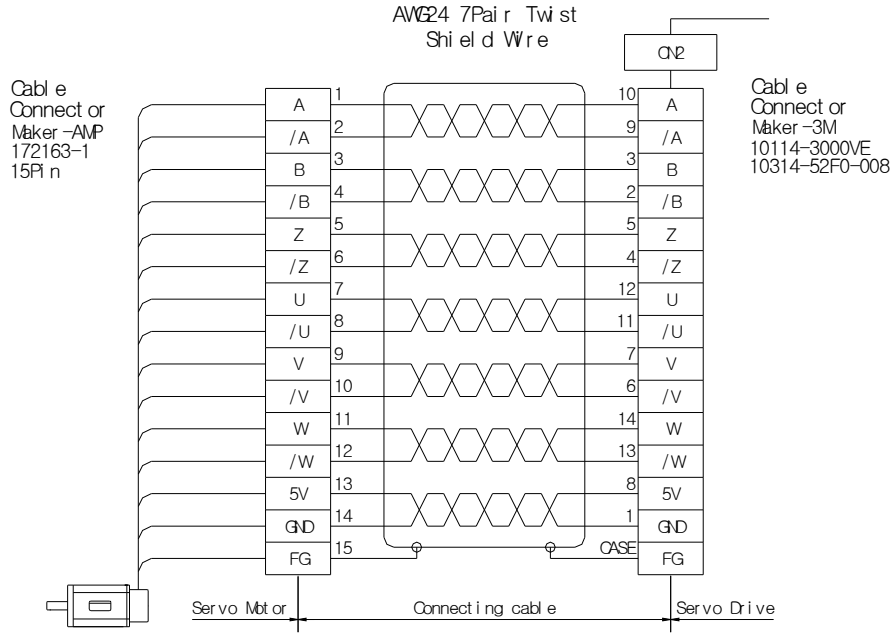 AWG24 7Pair Twist
Shield Wire
CN2
Cable
Connector
Maker-AMP
172163-1
15Pin
Cable
Connector
Maker-3M
10114-3000VE
10314-52F0-008
A 1 10 A
/A 2 9 /A
B 3 3 B
/B 4 2 /B
Z 5 5 Z
/Z 6 4 /Z
U 7 12 U
/U 8 11 /U
V 9 7 V
/V 10 6 /V
W 11 14 W
/W 12 13 /W
5V 13 8 5V
GND 14 1 GND
FG 15 CASE FG
Servo Motor Connecting cable Servo Drive